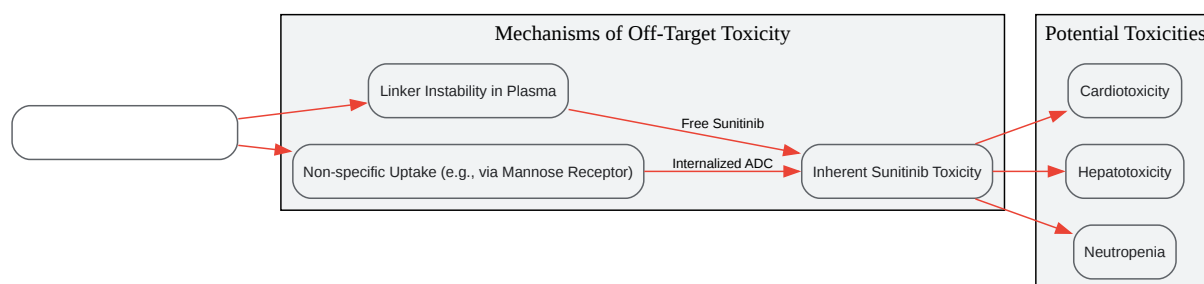 Mechanisms of Off-Target Toxicity
Potential Toxicities
Linker Instability in Plasma
Cardiotoxicity
Free Sunitinib
Non-specific Uptake (e.g., via Mannose Receptor)
Internalized ADC
Inherent Sunitinib Toxicity
Hepatotoxicity
Neutropenia